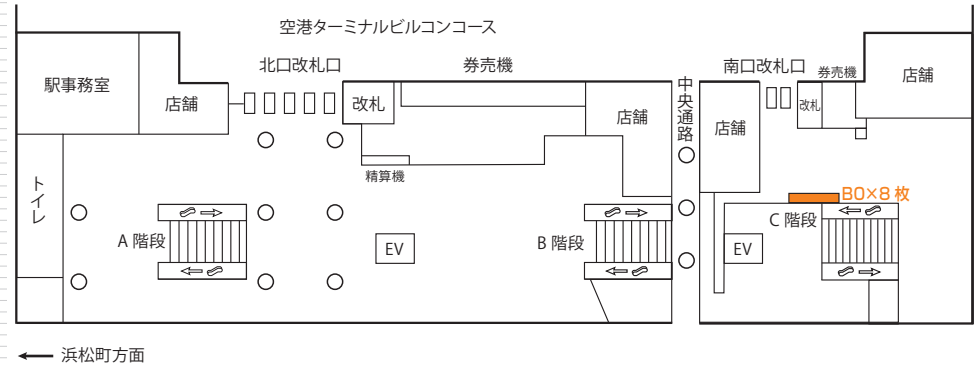 空港ターミナルビルコンコース
北口改札口
券売機
南口改札口
券売機
駅事務室
店舗
改札
店舗
中央通路
店舗
改札
店舗
精算機
トイレ
A 階段
EV
B 階段
EV
C 階段
B0×8 枚
浜松町方面